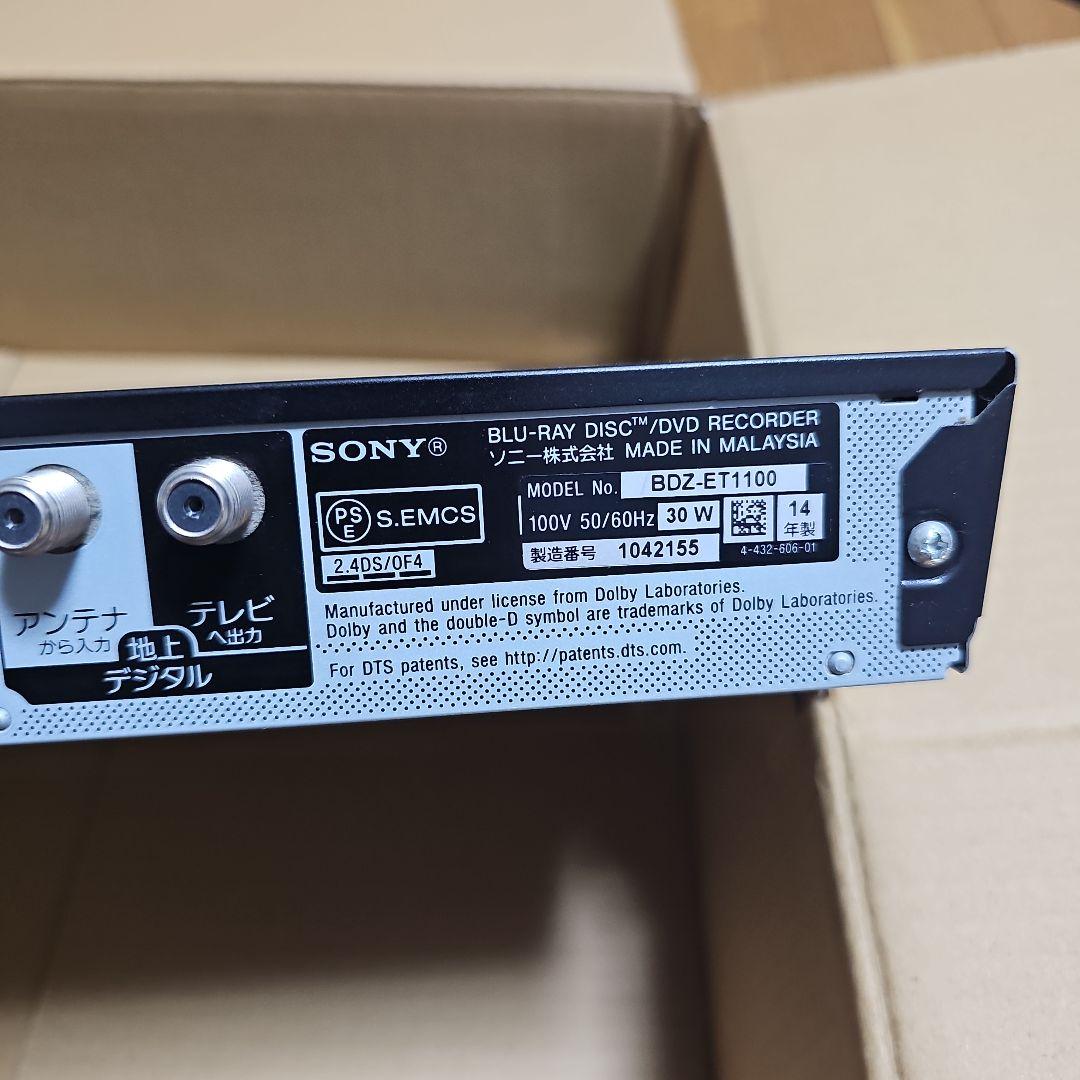 アンテナ
から入力
テレビ
へ出力
地上
デジタル
SONY®
BLU-RAY DISC™/DVD RECORDER
ソニー株式会社 MADE IN MALAYSIA
MODEL No. BDZ-ET1100
PS
E
S.EMCS
100V 50/60Hz 30 W
14
年製
2.4DS/OF4
製造番号 1042155
4-432-606-01
Manufactured under license from Dolby Laboratories.
Dolby and the double-D symbol are trademarks of Dolby Laboratories.
For DTS patents, see http://patents.dts.com.